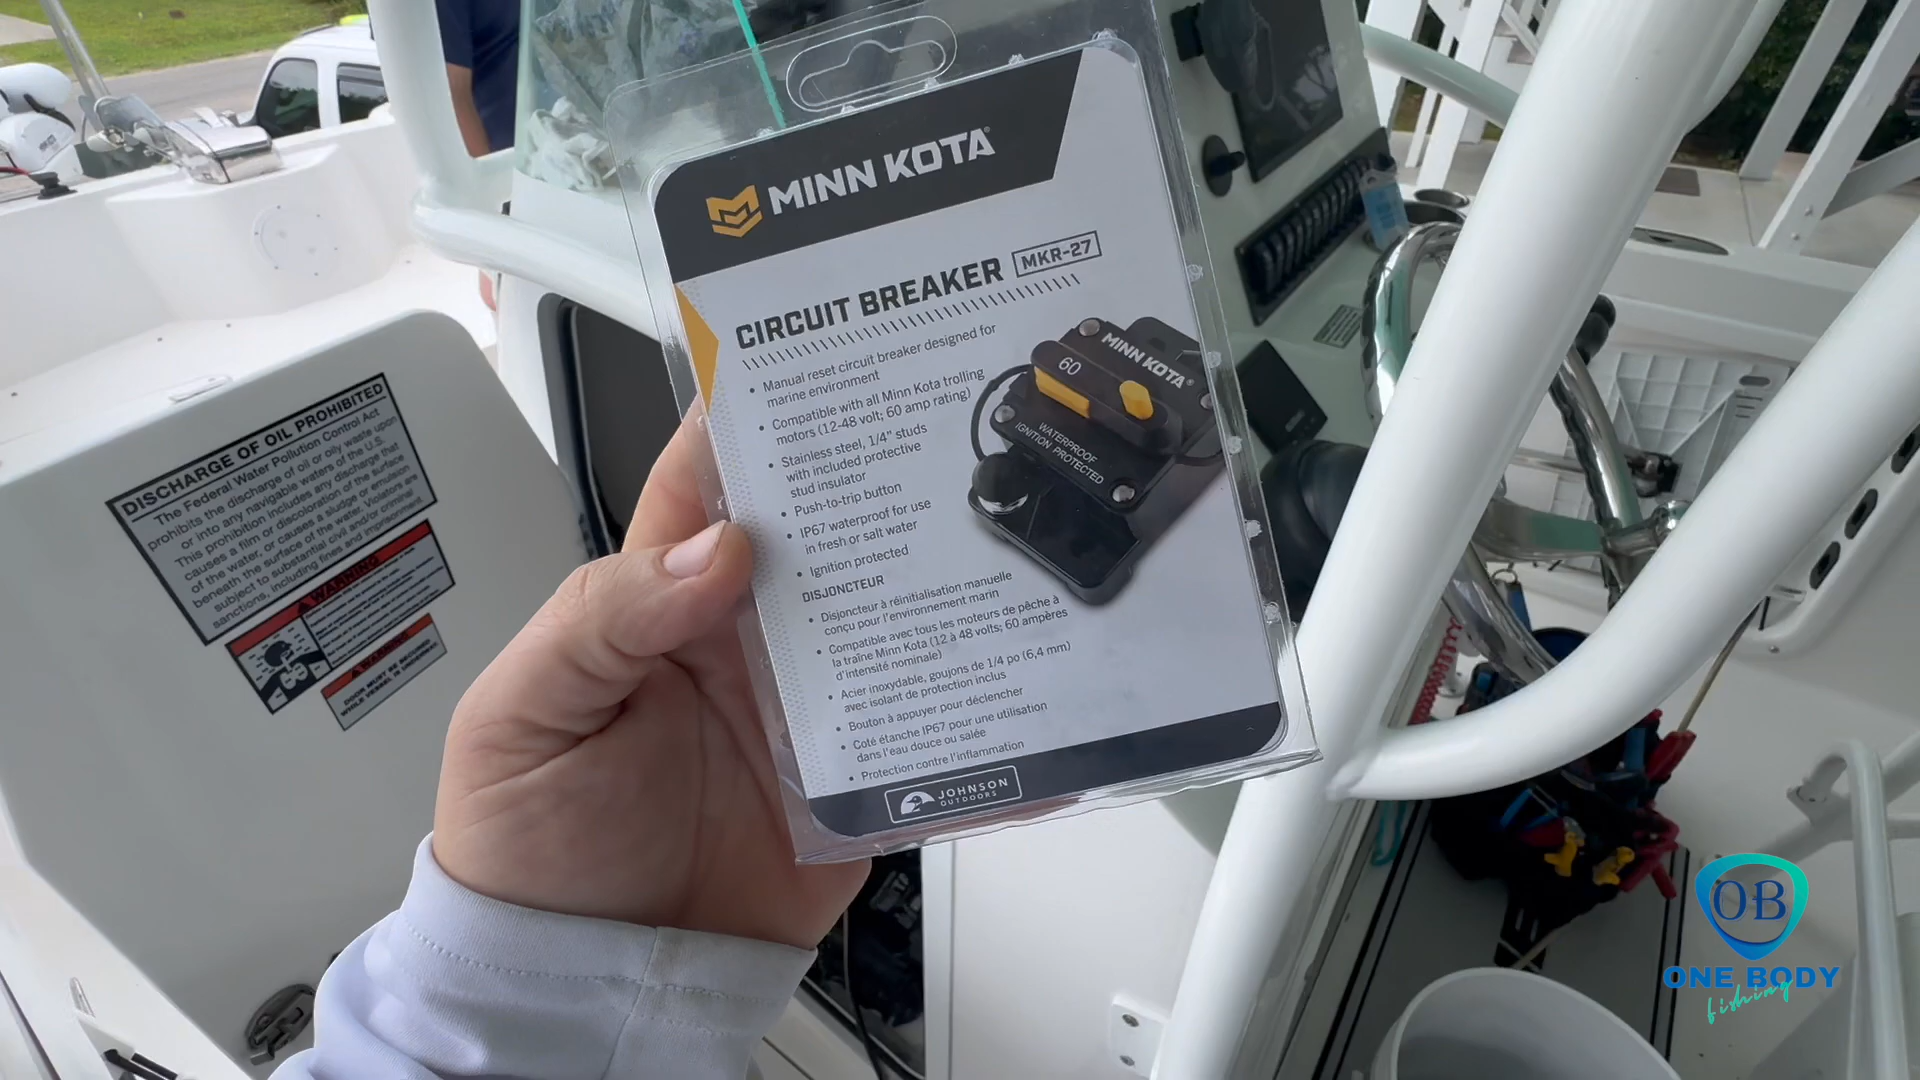 MINN KOTA®
CIRCUIT BREAKER MKR-27
• Manual reset circuit breaker designed for
marine environment
• Compatible with all Minn Kota trolling
motors (12-48 volt; 60 amp rating)
• Stainless steel, 1/4" studs
with included protective
stud insulator
• Push-to-trip button
• IP67 waterproof for use
in fresh or salt water
• Ignition protected
DISJONCTEUR
• Disjoncteur à réinitialisation manuelle
conçu pour l'environnement marin
• Compatible avec tous les moteurs de pêche à
la traîne Minn Kota (12 à 48 volts; 60 ampères
d'intensité nominale)
• Acier inoxydable, goujons de 1/4 po (6,4 mm)
avec isolant de protection inclus
• Bouton à appuyer pour déclencher
• Coté étanche IP67 pour une utilisation
dans l'eau douce ou salée
• Protection contre l'inflammation
JOHNSON
OUTDOORS
60
MINN KOTA®
WATERPROOF
IGNITION PROTECTED
DISCHARGE OF OIL PROHIBITED
The Federal Water Pollution Control Act
prohibits the discharge of oil or oily waste upon
or into any navigable waters of the U.S.
This prohibition includes any discharge that
causes a film or discoloration of the surface
of the water, or causes a sludge or emulsion
beneath the surface of the water. Violators are
subject to substantial civil and/or criminal
sanctions, including fines and imprisonment
WARNING
WARNING
DOOR MUST BE SECURED
WHILE VESSEL IS UNDERWAY
OB
ONE BODY
fishing